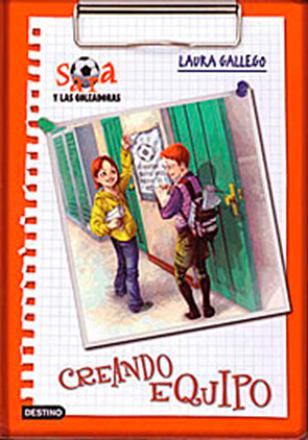 Sara
Y LAS GOLEADORAS
LAURA GALLEGO
CREANDO
EQUIPO
DESTINO